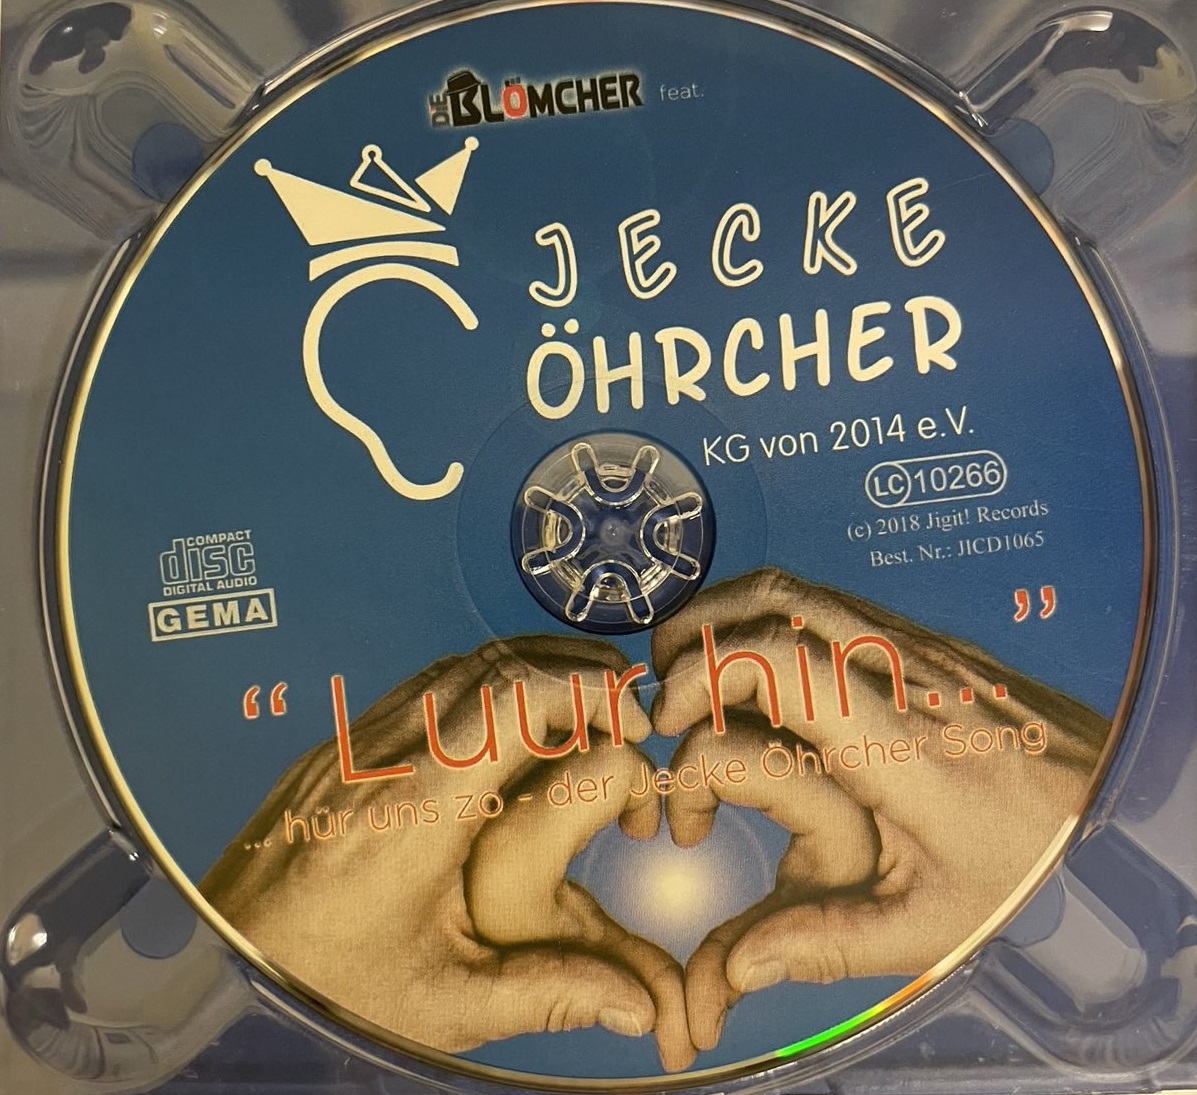 DIE BLÖMCHER feat.
JECKE
ÖHRCHER
KG von 2014 e.V.
LC 10266
(c) 2018 Jigit! Records
Best. Nr.: JICD1065
COMPACT
disc
DIGITAL AUDIO
GEMA
“Luur hin...”
... hür uns zo - der Jecke Öhrcher Song